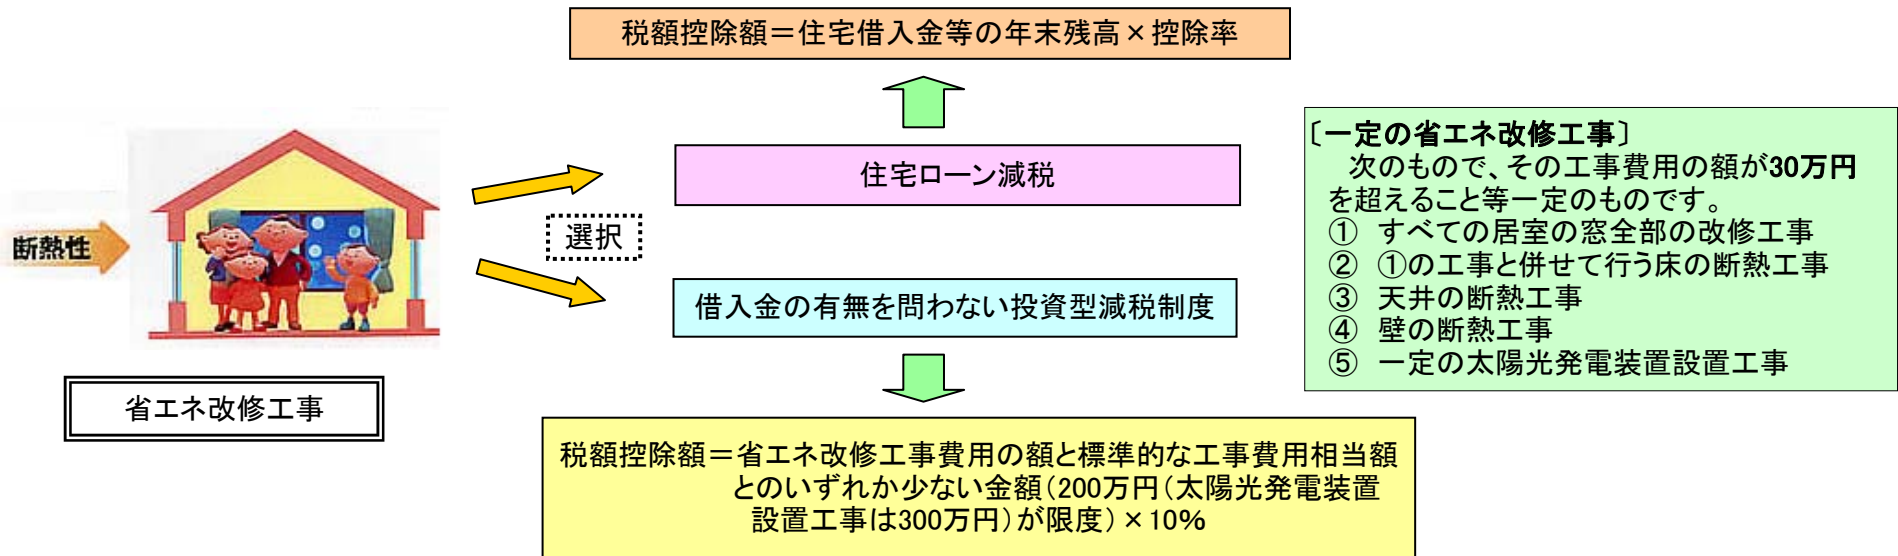 税額控除額＝住宅借入金等の年末残高×控除率
断熱性
省エネ改修工事
選択
住宅ローン減税
借入金の有無を問わない投資型減税制度
税額控除額＝省エネ改修工事費用の額と標準的な工事費用相当額
とのいずれか少ない金額（200万円（太陽光発電装置
設置工事は300万円）が限度）×10％
〔一定の省エネ改修工事〕
次のもので、その工事費用の額が30万円
を超えること等一定のものです。
① すべての居室の窓全部の改修工事
② ①の工事と併せて行う床の断熱工事
③ 天井の断熱工事
④ 壁の断熱工事
⑤ 一定の太陽光発電装置設置工事